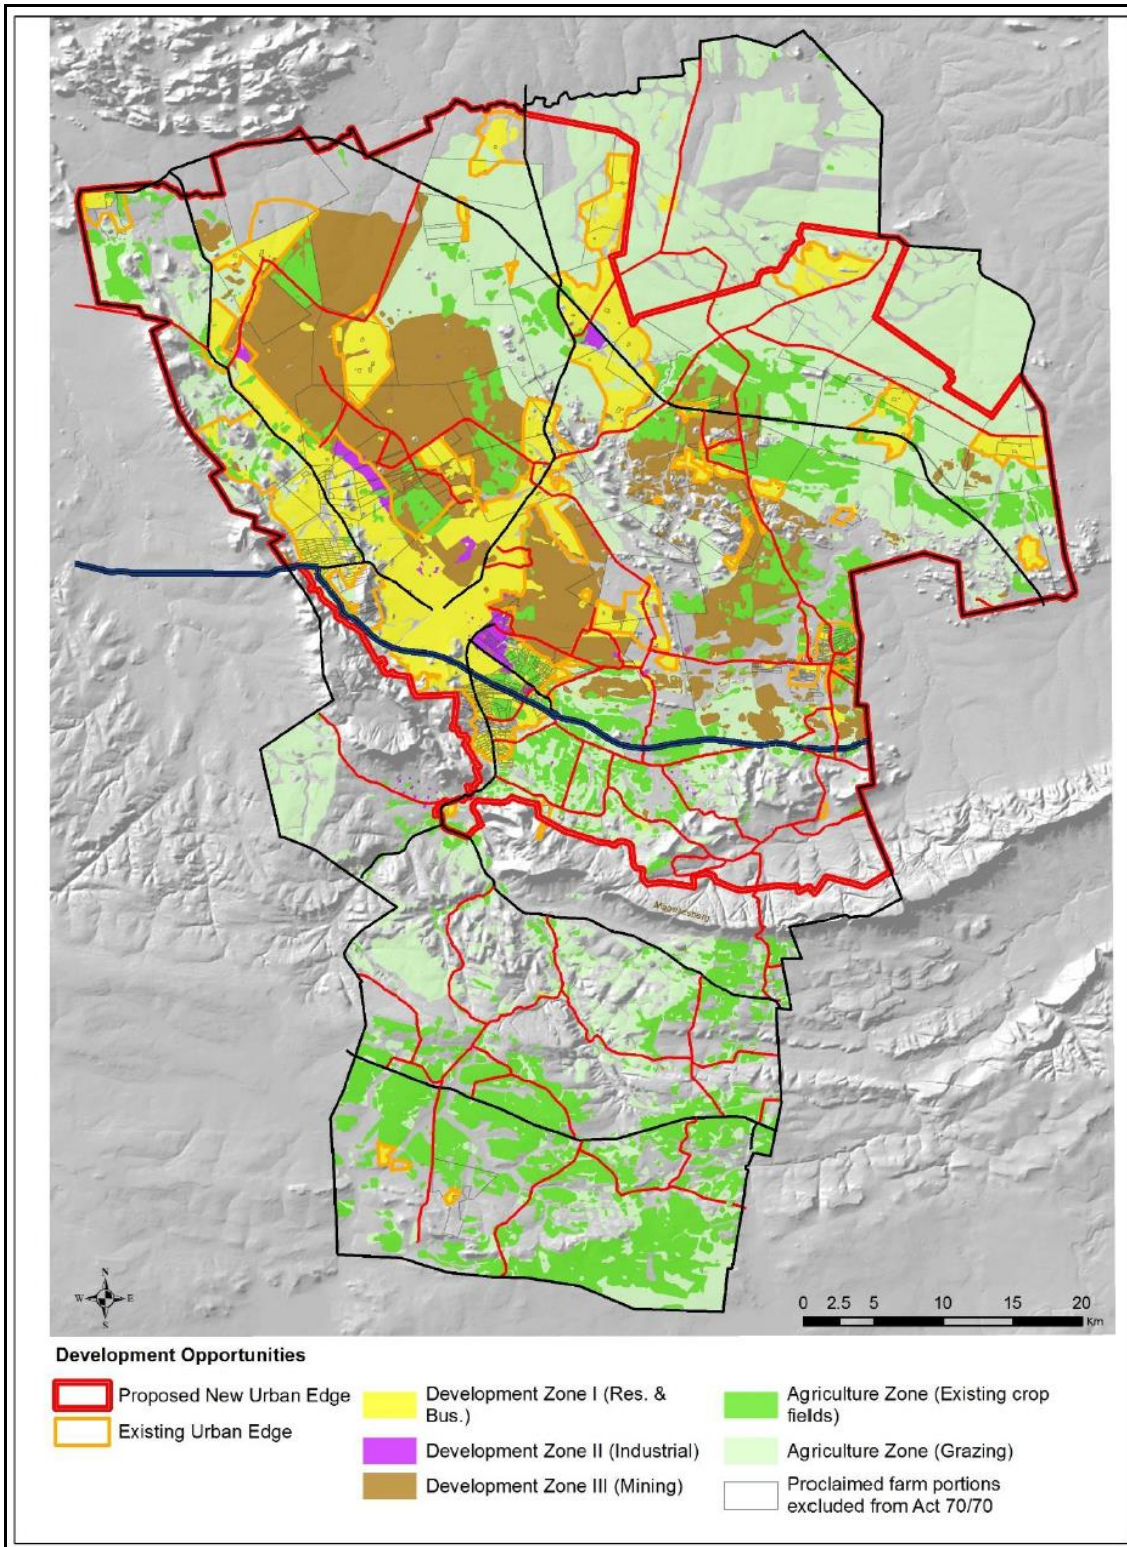 Magaliesberg
N
W E
S
0 2.5 5 10 15 20
Km
Development Opportunities
Proposed New Urban Edge
Existing Urban Edge
Development Zone I (Res. &
Bus.)
Development Zone II (Industrial)
Development Zone III (Mining)
Agriculture Zone (Existing crop
fields)
Agriculture Zone (Grazing)
Proclaimed farm portions
excluded from Act 70/70